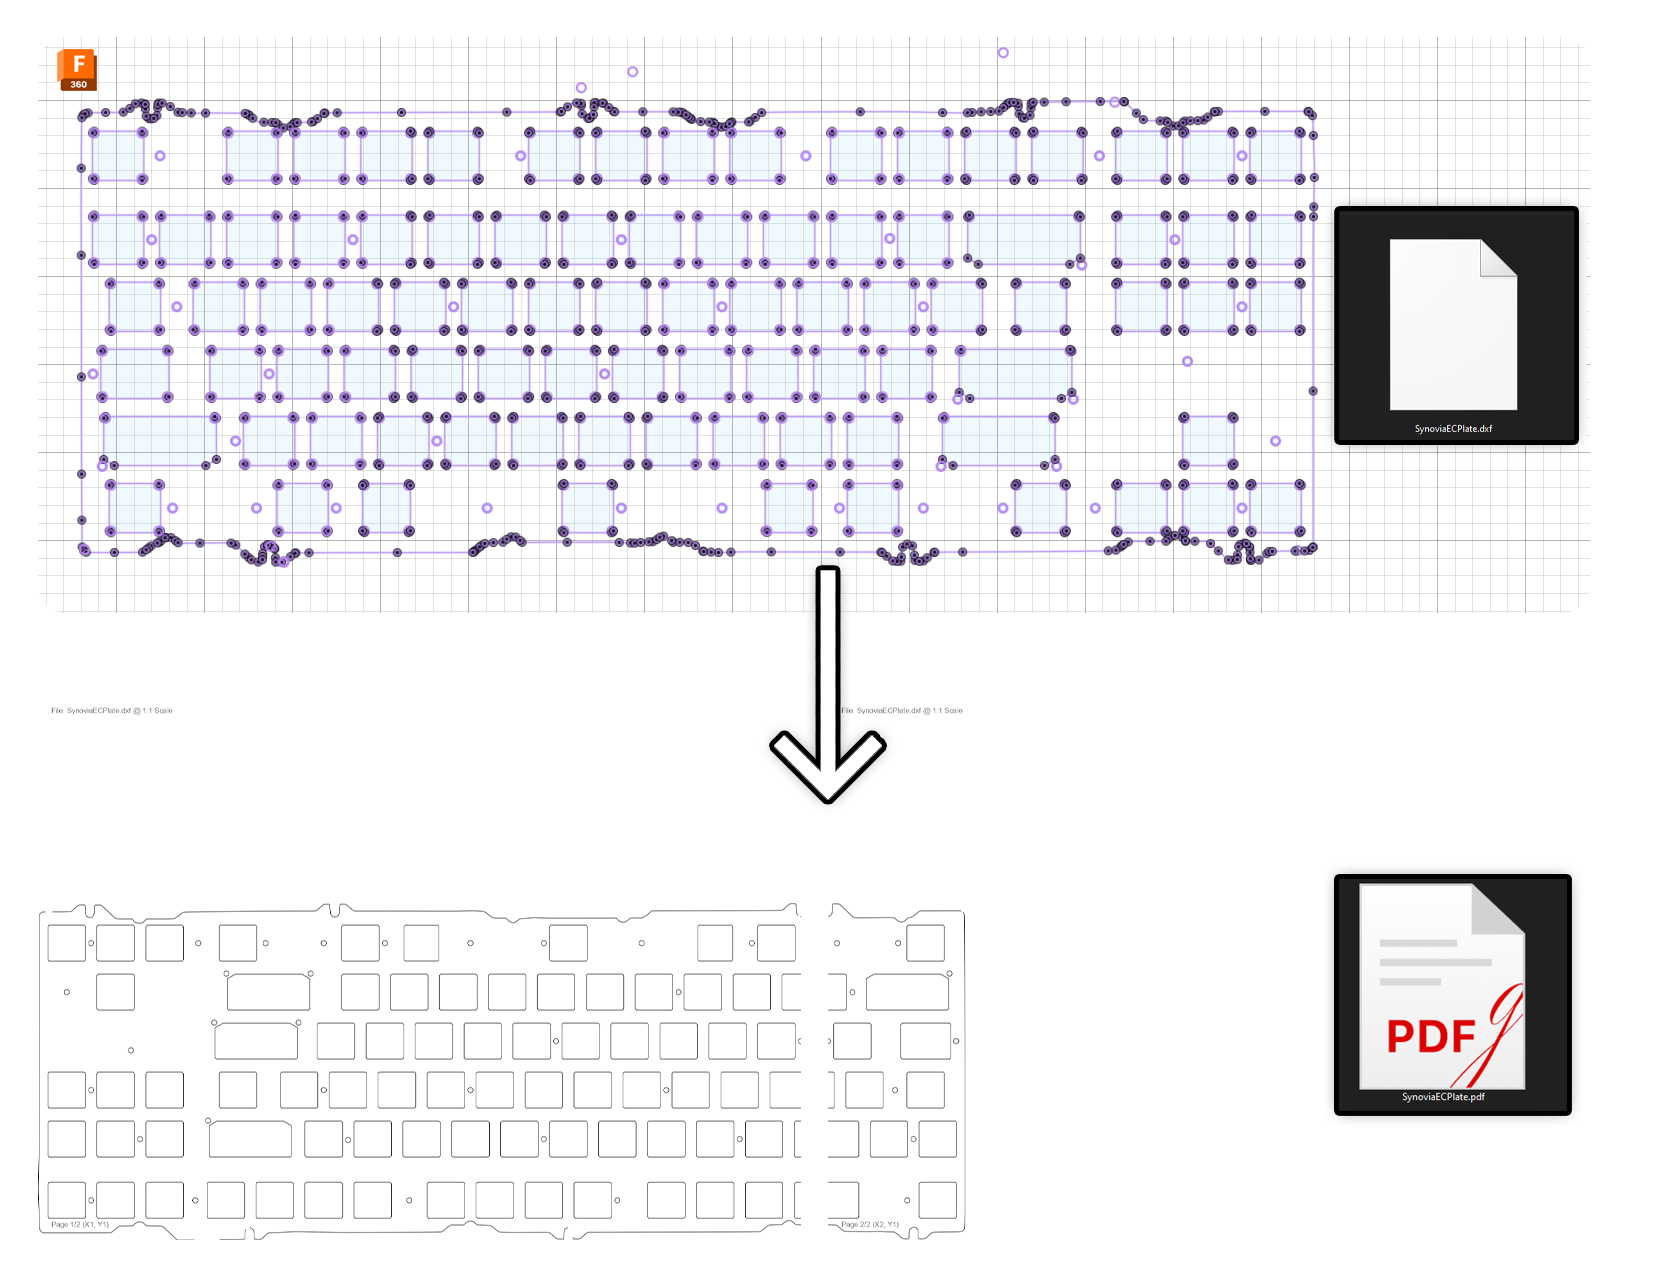 F
360
SynoviaECPlate.dxf
File: SynoviaECPlate.dxf @ 1:1 Scale
File: SynoviaECPlate.dxf @ 1:1 Scale
PDF
SynoviaECPlate.pdf
Page 1/2 (X1, Y1)
Page 2/2 (X2, Y1)